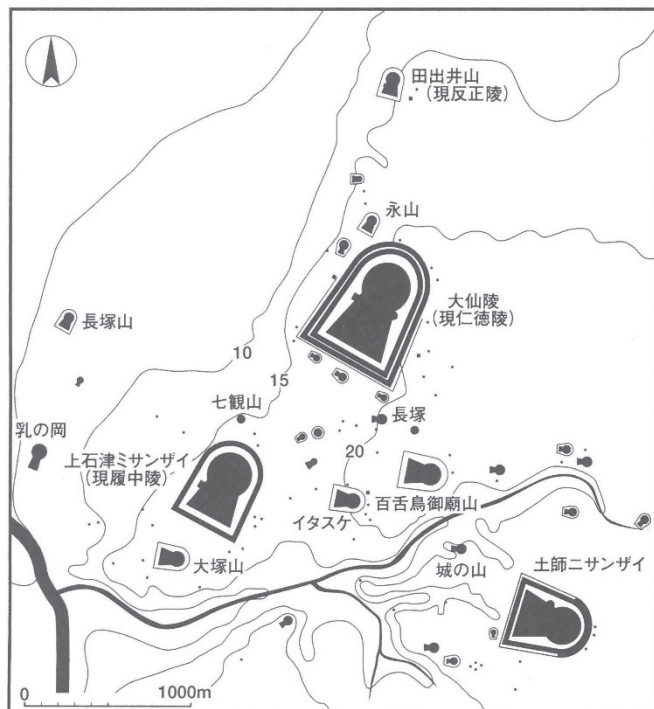 田出井山
(現反正陵)
永山
大仙陵
(現仁徳陵)
長塚山
10
15
七観山
長塚
乳の岡
上石津ミサンザイ
(現履中陵)
20
イタスケ
百舌鳥御廟山
大塚山
城の山
土師ニサンザイ
0
1000m